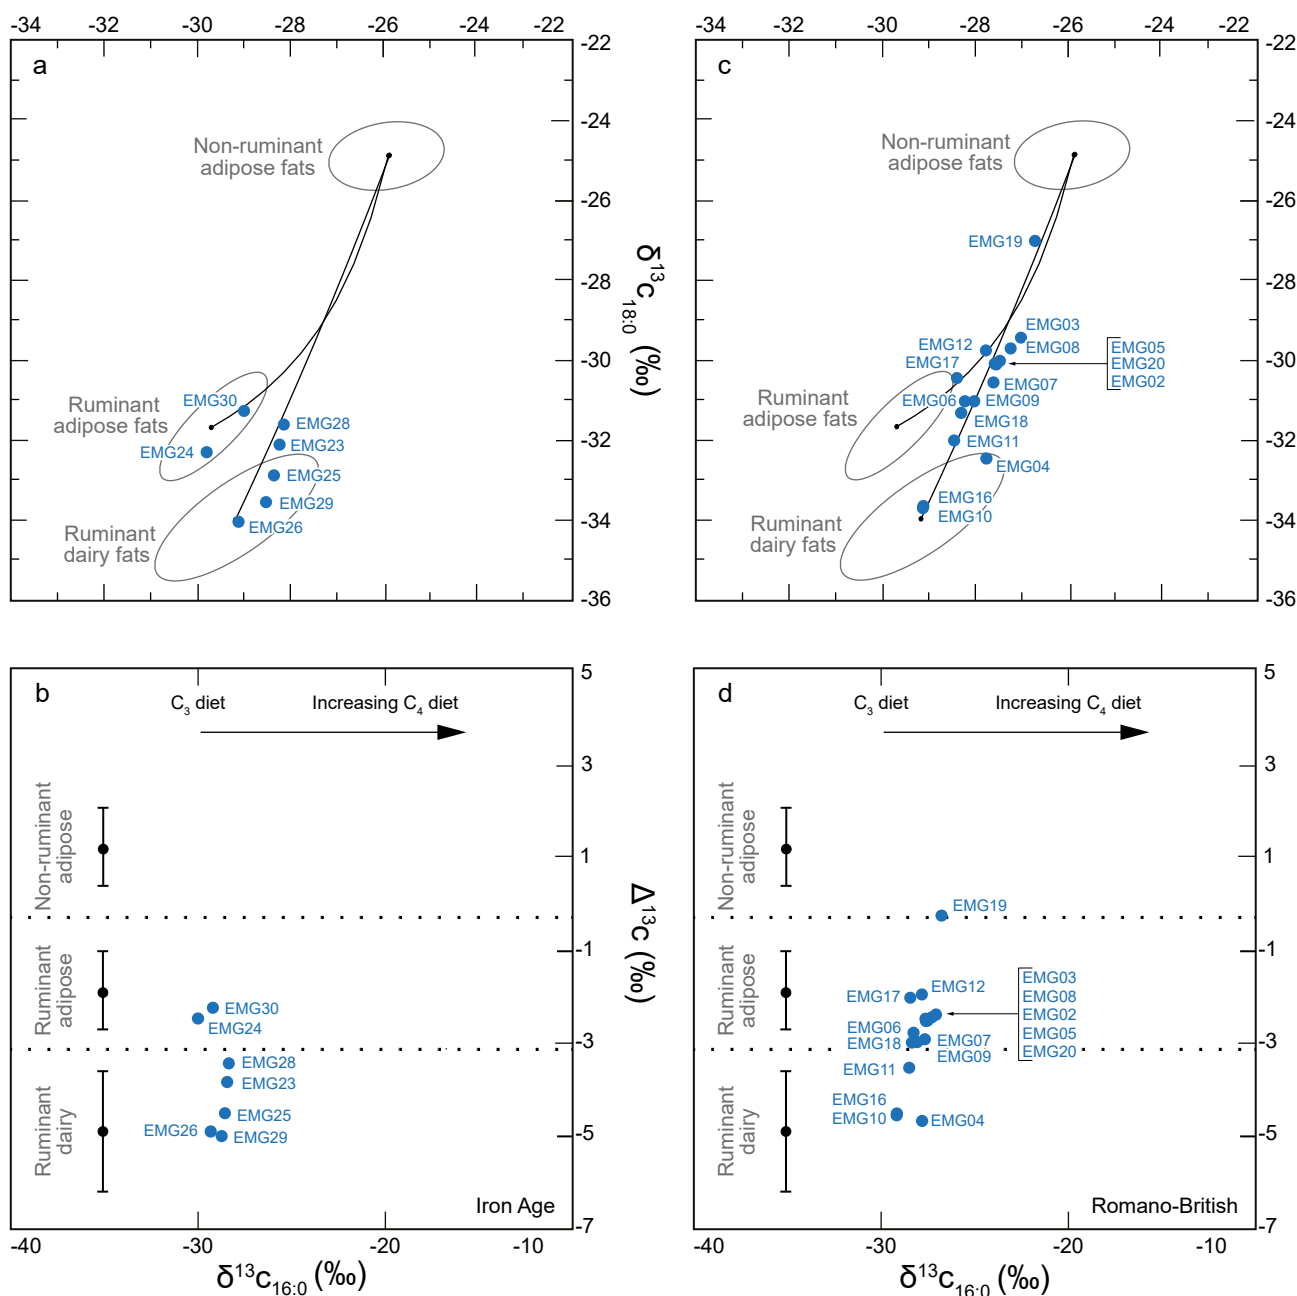 -34 -32 -30 -28 -26 -24 -22
-34 -32 -30 -28 -26 -24 -22
a
Non-ruminant
adipose fats
Ruminant
adipose fats
EMG30
EMG24
EMG28
EMG23
EMG25
EMG29
EMG26
Ruminant
dairy fats
-22
-24
-26
-28
-30
-32
-34
-36
δ¹³C₁₈:₀ (‰)
c
Non-ruminant
adipose fats
EMG19
EMG03
EMG12
EMG08
EMG05
EMG17
EMG20
EMG02
Ruminant
adipose fats
EMG07
EMG06
EMG09
EMG18
EMG11
EMG04
EMG16
EMG10
Ruminant
dairy fats
-22
-24
-26
-28
-30
-32
-34
-36
b
C₃ diet
Increasing C₄ diet
Non-ruminant
adipose
Ruminant
adipose
Ruminant
dairy
EMG30
EMG24
EMG28
EMG23
EMG25
EMG26
EMG29
Iron Age
5
3
1
-1
-3
-5
-7
-40 -30 -20 -10
δ¹³C₁₆:₀ (‰)
Δ¹³C (‰)
d
C₃ diet
Increasing C₄ diet
Non-ruminant
adipose
Ruminant
adipose
Ruminant
dairy
EMG19
EMG12
EMG17
EMG03
EMG08
EMG02
EMG05
EMG20
EMG06
EMG18
EMG07
EMG09
EMG11
EMG16
EMG10
EMG04
Romano-British
5
3
1
-1
-3
-5
-7
-40 -30 -20 -10
δ¹³C₁₆:₀ (‰)